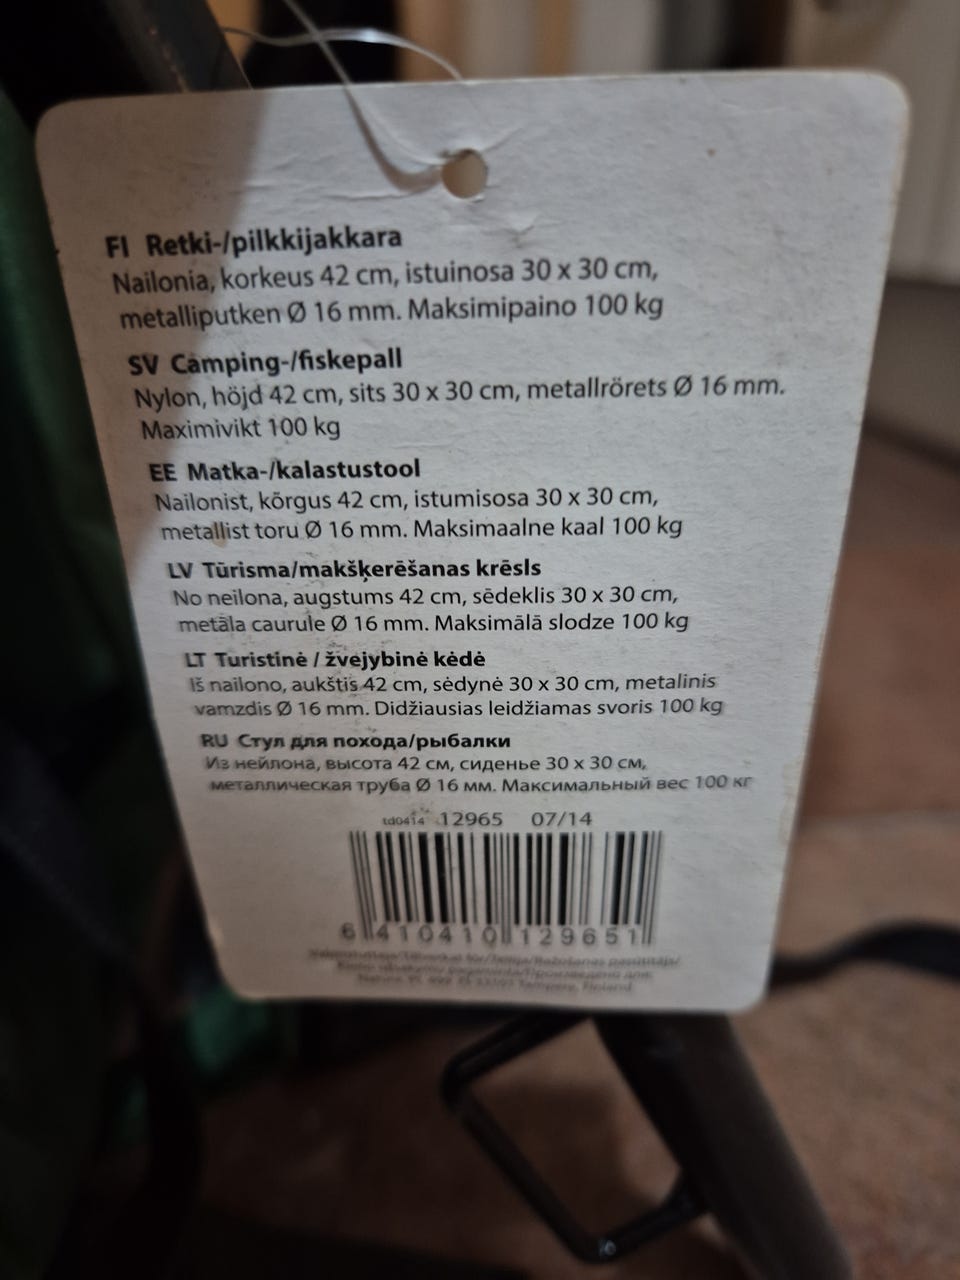 FI Retki-/pilkkijakkara
Nailonia, korkeus 42 cm, istuinosa 30 x 30 cm,
metalliputken Ø 16 mm. Maksimipaino 100 kg
SV Camping-/fiskepall
Nylon, höjd 42 cm, sits 30 x 30 cm, metallrörets Ø 16 mm.
Maximivikt 100 kg
EE Matka-/kalastustool
Nailonist, kõrgus 42 cm, istumisosa 30 x 30 cm,
metallist toru Ø 16 mm. Maksimaalne kaal 100 kg
LV Tūrisma/makšķerēšanas krēsls
No neilona, augstums 42 cm, sēdeklis 30 x 30 cm,
metāla caurule Ø 16 mm. Maksimālā slodze 100 kg
LT Turistinė / žvejybinė kėdė
Iš nailono, aukštis 42 cm, sėdynė 30 x 30 cm, metalinis
vamzdis Ø 16 mm. Didžiausias leidžiamas svoris 100 kg
RU Стул для похода/рыбалки
Из нейлона, высота 42 см, сиденье 30 x 30 см,
металлическая труба Ø 16 мм. Максимальный вес 100 кг
td0414 12965 07/14
6 410410 129651
Tampere, Finland